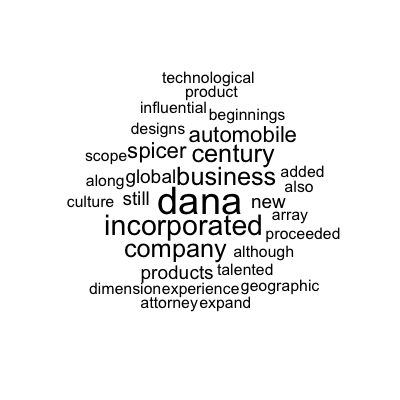 technological
product
influential beginnings
designs automobile
scope spicer century
along global business added
also
culture still dana new
array
incorporated proceeded
company although
products talented
dimension experience geographic
attorney expand